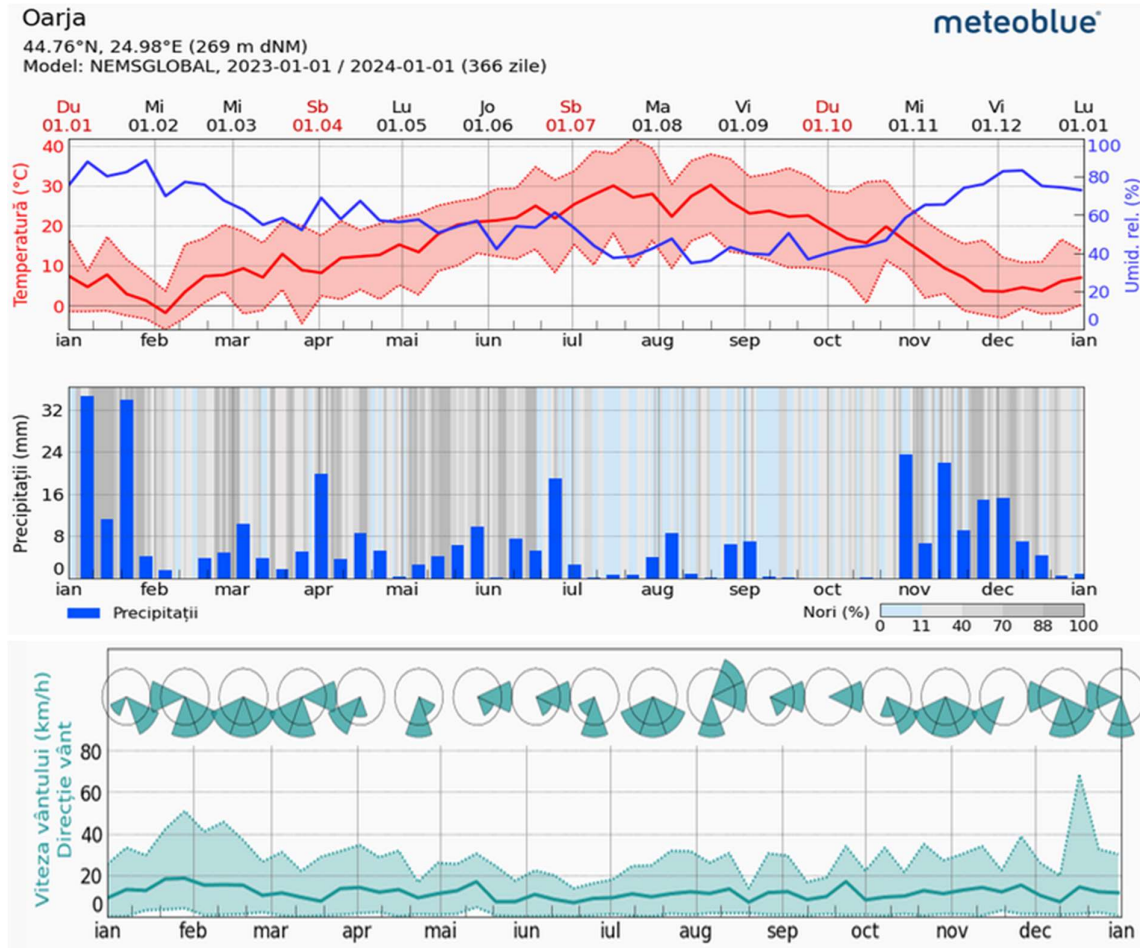 Oarja
meteoblue®
44.76°N, 24.98°E (269 m dNM)
Model: NEMSGLOBAL, 2023-01-01 / 2024-01-01 (366 zile)
Du Mi Mi Sb Lu Jo Sb Ma Vi Du Mi Vi Lu
01.01 01.02 01.03 01.04 01.05 01.06 01.07 01.08 01.09 01.10 01.11 01.12 01.01
Temperatură (°C)
40
30
20
10
0
Umid. rel. (%)
100
80
60
40
20
0
ian feb mar apr mai iun iul aug sep oct nov dec ian
Precipitații (mm)
32
24
16
8
0
ian feb mar apr mai iun iul aug sep oct nov dec ian
Precipitații
Nori (%)
0 11 40 70 88 100
Viteza vântului (km/h)
Direcție vânt
80
60
40
20
0
ian feb mar apr mai iun iul aug sep oct nov dec ian